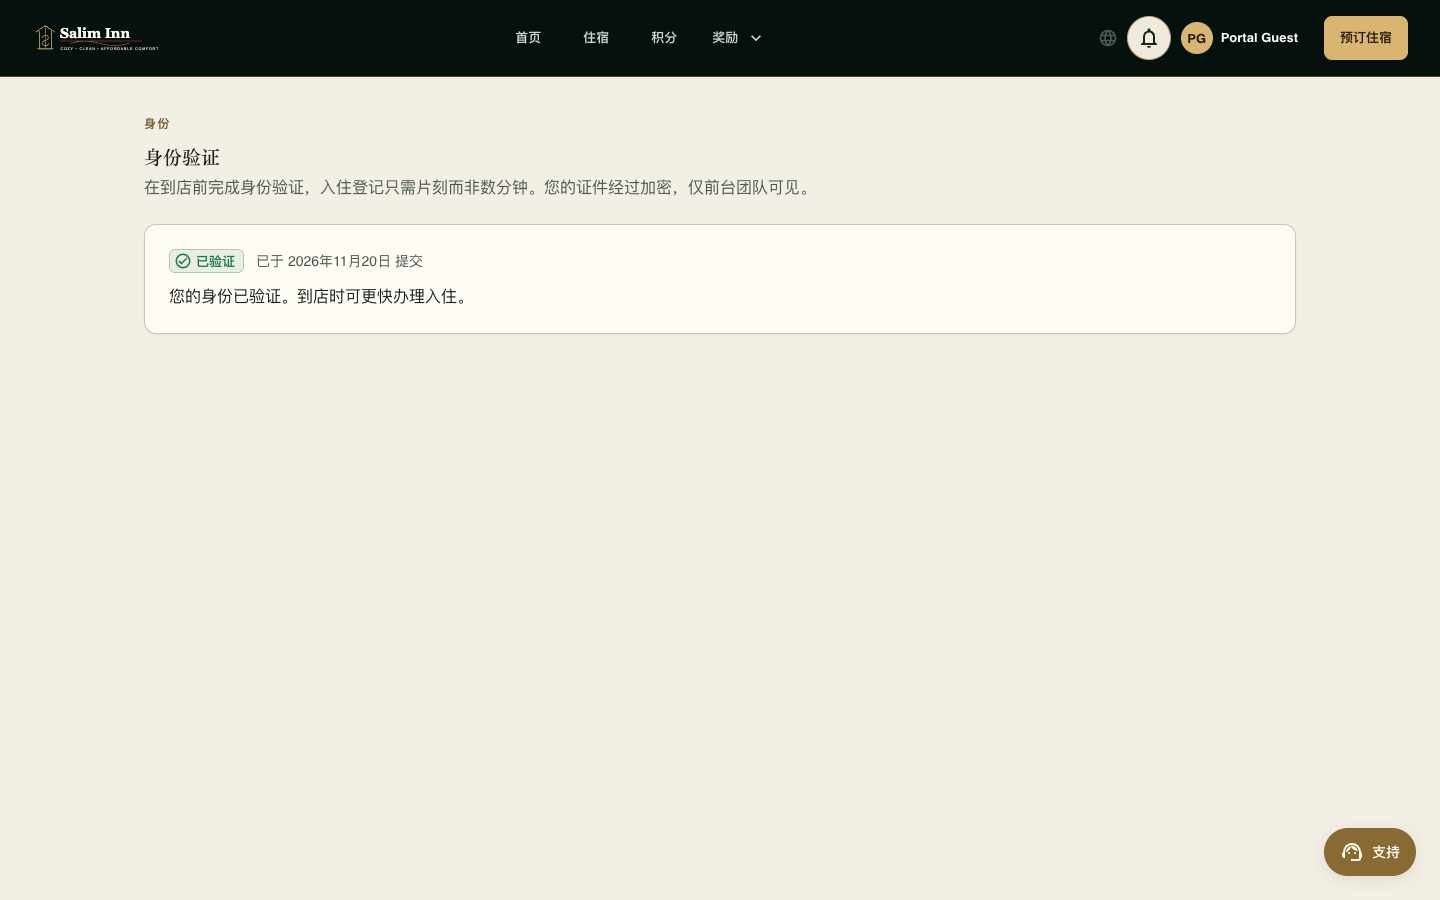 Salim Inn
COZY • CLEAN • AFFORDABLE COMFORT
首页
住宿
积分
奖励
PG
Portal Guest
预订住宿
身份
身份验证
在到店前完成身份验证，入住登记只需片刻而非数分钟。您的证件经过加密，仅前台团队可见。
已验证
已于 2026年11月20日 提交
您的身份已验证。到店时可更快办理入住。
支持